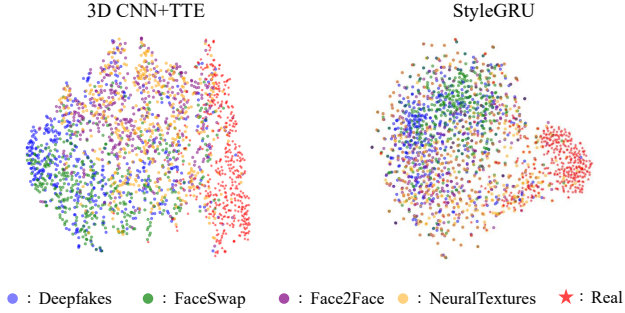 3D CNN+TTE
StyleGRU
: Deepfakes : FaceSwap : Face2Face : NeuralTextures : Real